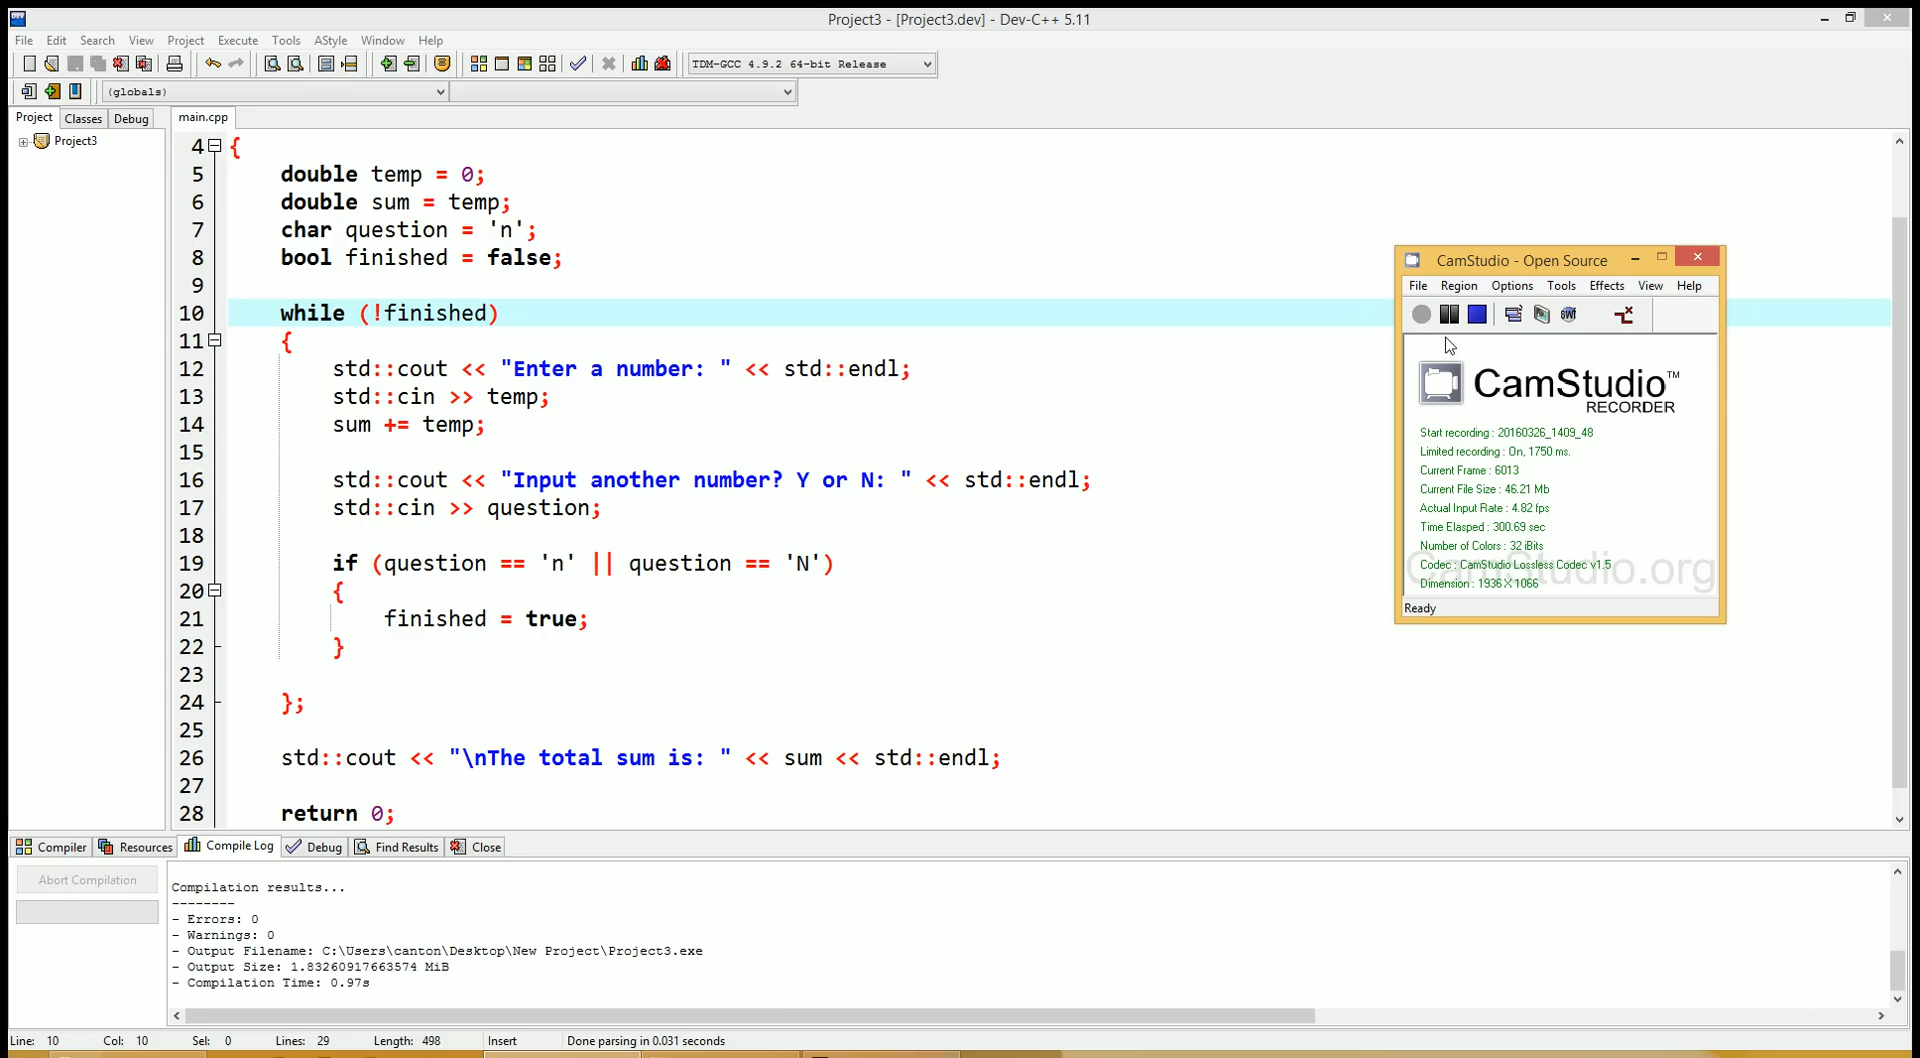 Project3 - [Project3.dev] - Dev-C++ 5.11
File Edit Search View Project Execute Tools AStyle Window Help
TDM-GCC 4.9.2 64-bit Release
(globals)
Project Classes Debug
main.cpp
Project3
4 {
5 double temp = 0;
6 double sum = temp;
7 char question = 'n';
8 bool finished = false;
9
10 while (!finished)
11 {
12 std::cout << "Enter a number: " << std::endl;
13 std::cin >> temp;
14 sum += temp;
15
16 std::cout << "Input another number? Y or N: " << std::endl;
17 std::cin >> question;
18
19 if (question == 'n' || question == 'N')
20 {
21 finished = true;
22 }
23
24 };
25
26 std::cout << "\nThe total sum is: " << sum << std::endl;
27
28 return 0;
CamStudio - Open Source
File Region Options Tools Effects View Help
SWf
CamStudio™
RECORDER
Start recording : 20160326_1409_48
Limited recording : On, 1750 ms.
Current Frame : 6013
Current File Size : 46.21 Mb
Actual Input Rate : 4.82 fps
Time Elasped : 300.69 sec
Number of Colors : 32 iBits
Codec : CamStudio Lossless Codec v1.5
Dimension : 1936 X 1066
CamStudio.org
Ready
Compiler Resources Compile Log Debug Find Results Close
Abort Compilation
Compilation results...
--------
- Errors: 0
- Warnings: 0
- Output Filename: C:\Users\canton\Desktop\New Project\Project3.exe
- Output Size: 1.83260917663574 MiB
- Compilation Time: 0.97s
Line: 10 Col: 10 Sel: 0 Lines: 29 Length: 498 Insert Done parsing in 0.031 seconds